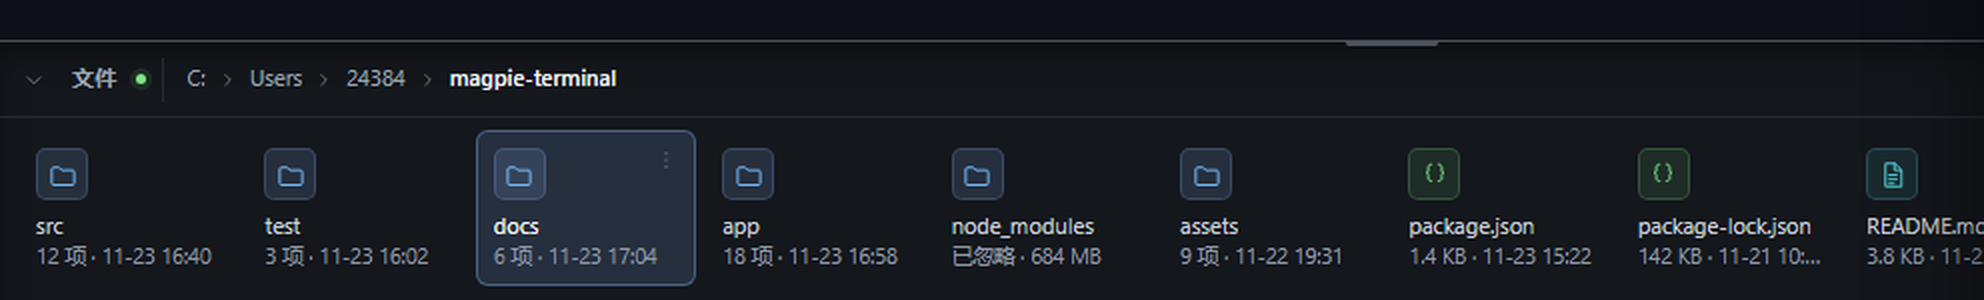 文件 C: > Users > 24384 > magpie-terminal
src test docs app node_modules assets package.json package-lock.json README.mc
12 项 · 11-23 16:40 3 项 · 11-23 16:02 6 项 · 11-23 17:04 18 项 · 11-23 16:58 已忽略 · 684 MB 9 项 · 11-22 19:31 1.4 KB · 11-23 15:22 142 KB · 11-21 10:... 3.8 KB · 11-2